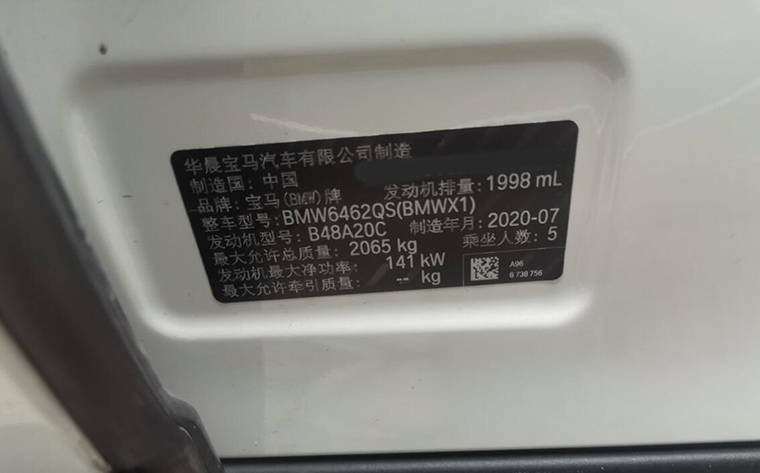 华晨宝马汽车有限公司制造
制造国：中国
品牌：宝马(BMW)牌 发动机排量：1998 mL
整车型号：BMW6462QS(BMWX1)
发动机型号：B48A20C 制造年月：2020-07
最大允许总质量：2065 kg 乘坐人数：5
发动机最大净功率：141 kW
最大允许牵引质量：-- kg
A96
6 738 756